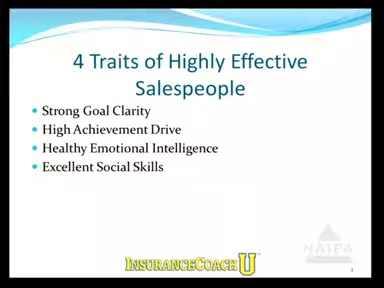 4 Traits of Highly Effective
Salespeople
Strong Goal Clarity
High Achievement Drive
Healthy Emotional Intelligence
Excellent Social Skills
NAIFA
INSURANCECOACH U